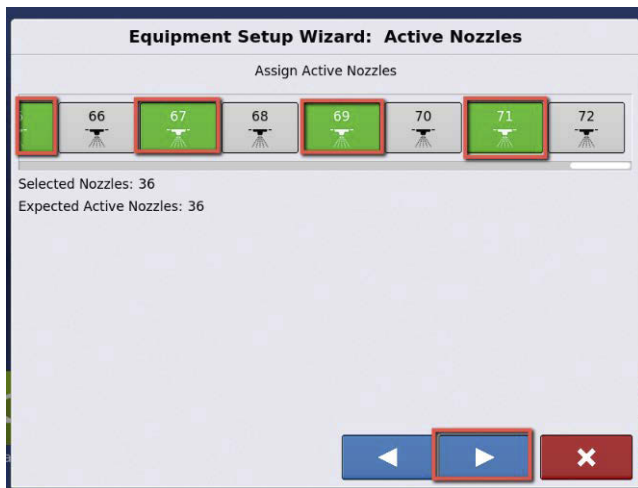 Equipment Setup Wizard: Active Nozzles
Assign Active Nozzles
66 67 68 69 70 71 72
Selected Nozzles: 36
Expected Active Nozzles: 36